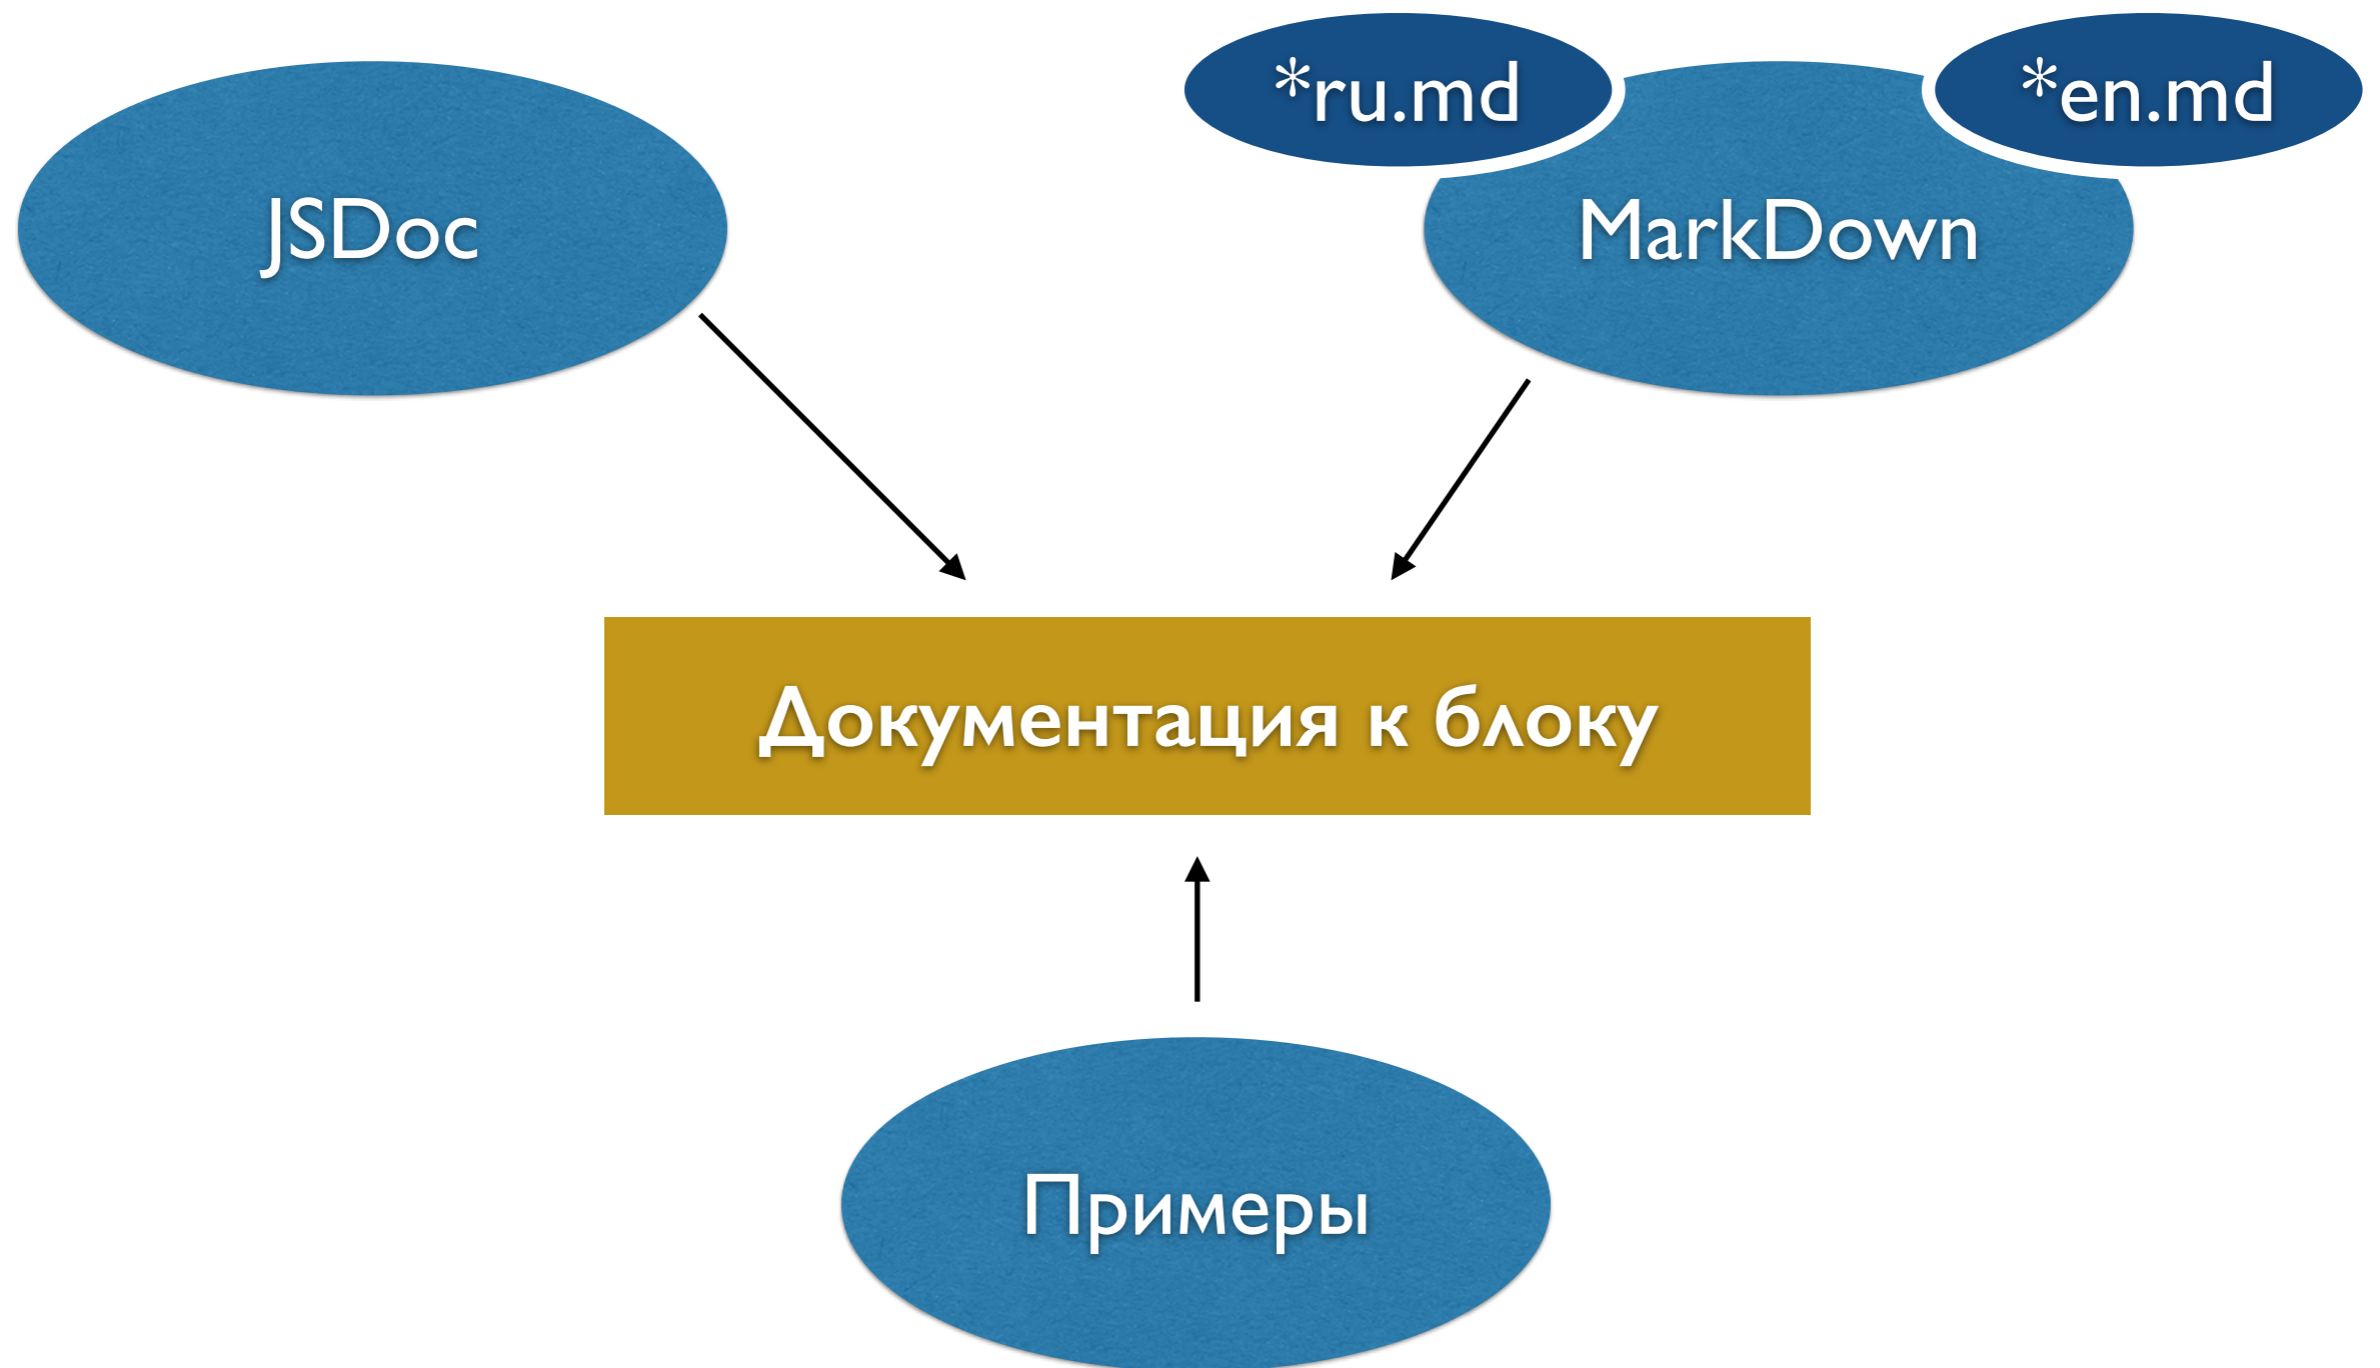 *ru.md
*en.md
JSDoc
MarkDown
Документация к блоку
Примеры